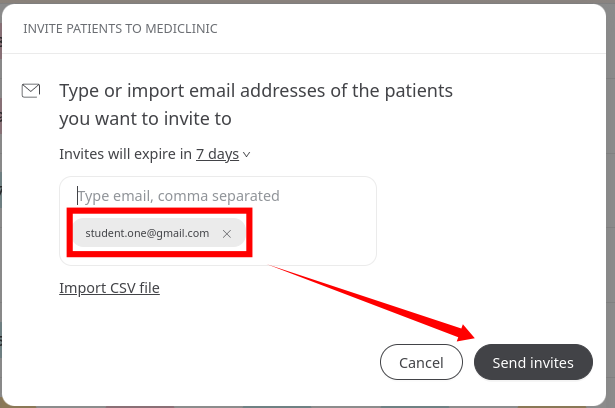 INVITE PATIENTS TO MEDICLINIC
Type or import email addresses of the patients
you want to invite to
Invites will expire in 7 days
Type email, comma separated
student.one@gmail.com
Import CSV file
Cancel
Send invites